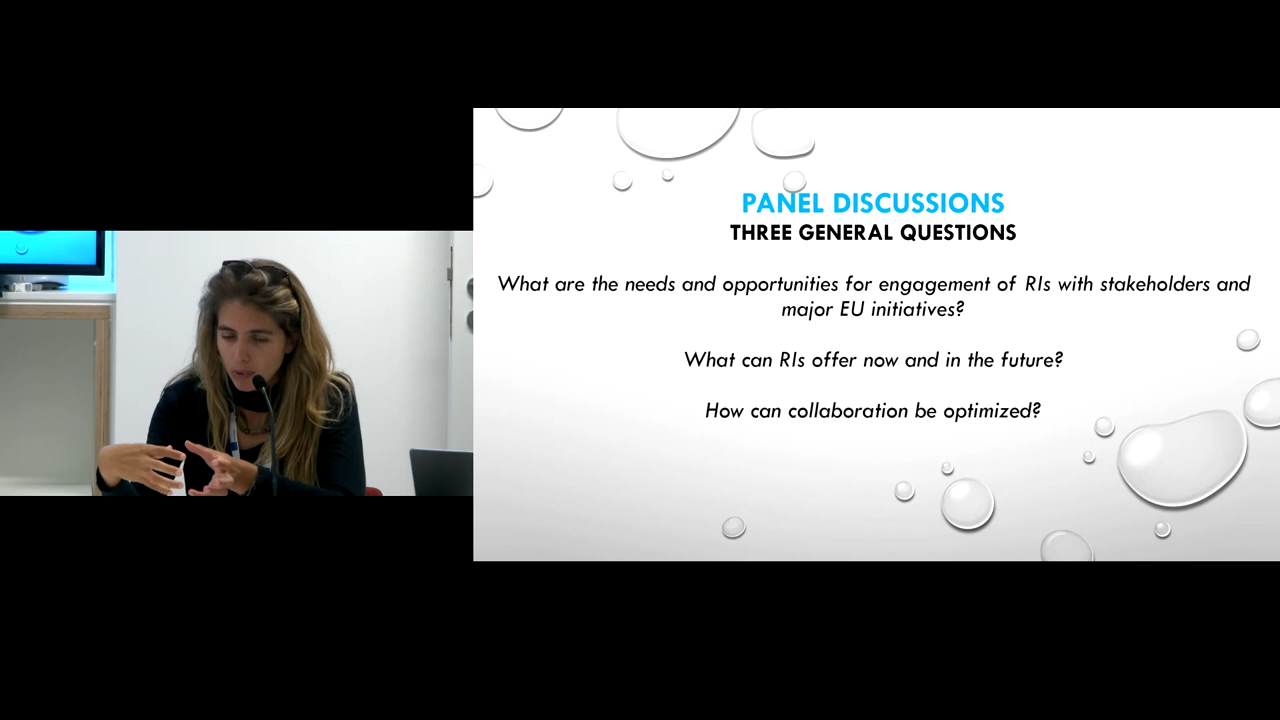 PANEL DISCUSSIONS
THREE GENERAL QUESTIONS
What are the needs and opportunities for engagement of RIs with stakeholders and
major EU initiatives?
What can RIs offer now and in the future?
How can collaboration be optimized?